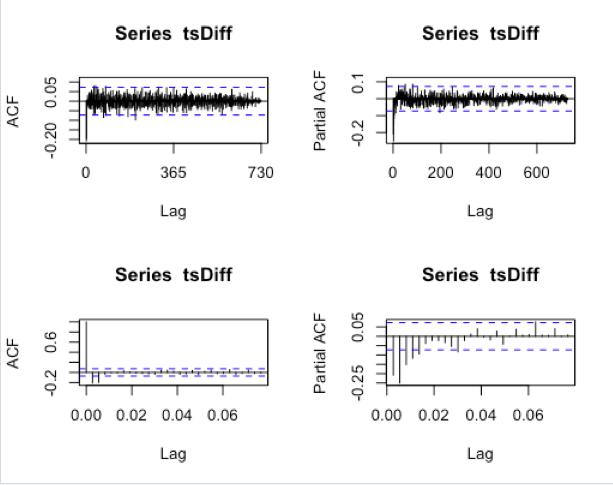 Series tsDiff
ACF
0.05
-0.20
0 365 730
Lag
Series tsDiff
Partial ACF
0.1
-0.2
0 200 400 600
Lag
Series tsDiff
ACF
0.6
-0.2
0.00 0.02 0.04 0.06
Lag
Series tsDiff
Partial ACF
0.05
-0.25
0.00 0.02 0.04 0.06
Lag